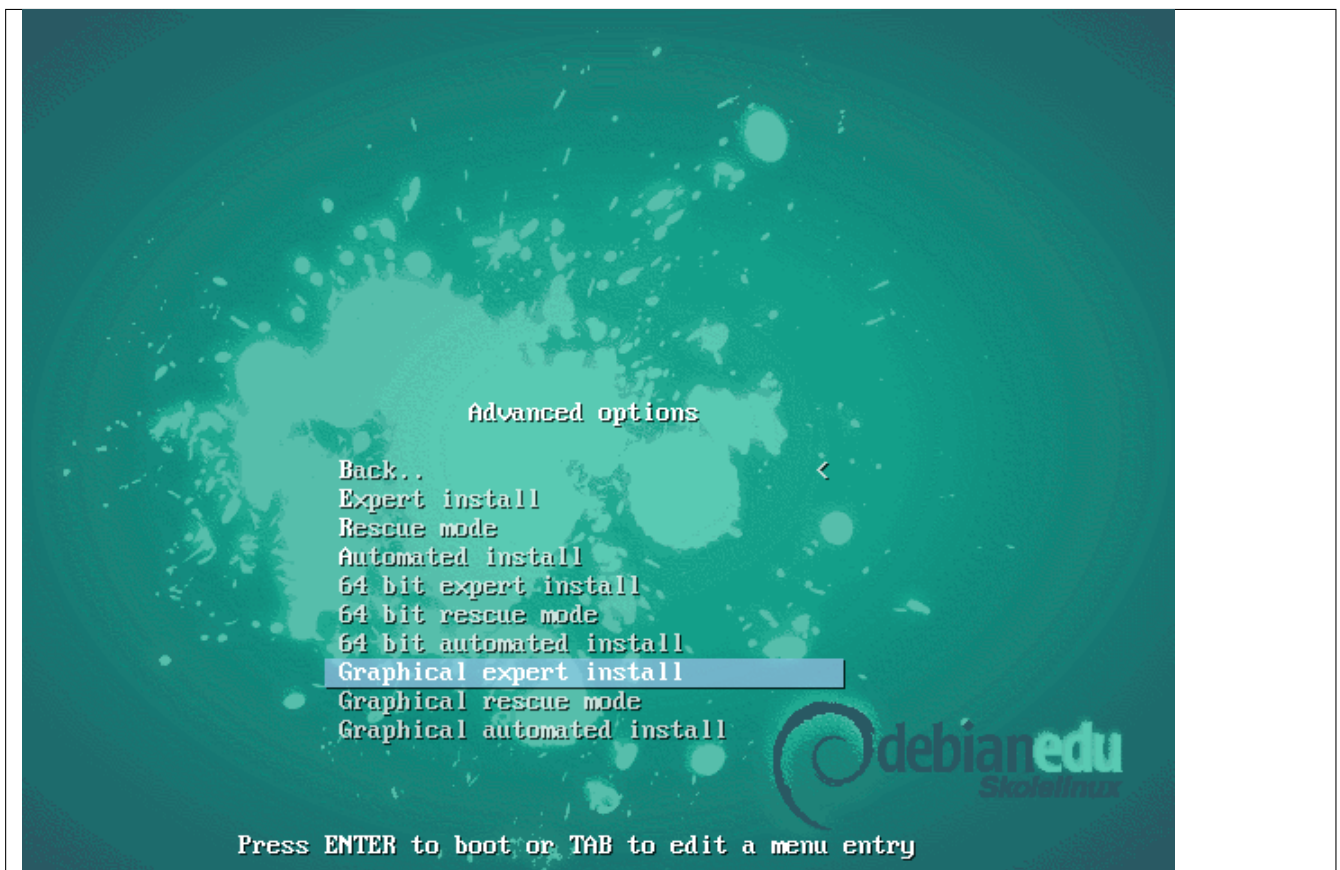 Advanced options
Back.. <
Expert install
Rescue mode
Automated install
64 bit expert install
64 bit rescue mode
64 bit automated install
Graphical expert install
Graphical rescue mode
Graphical automated install
debianedu
Skolelinux
Press ENTER to boot or TAB to edit a menu entry